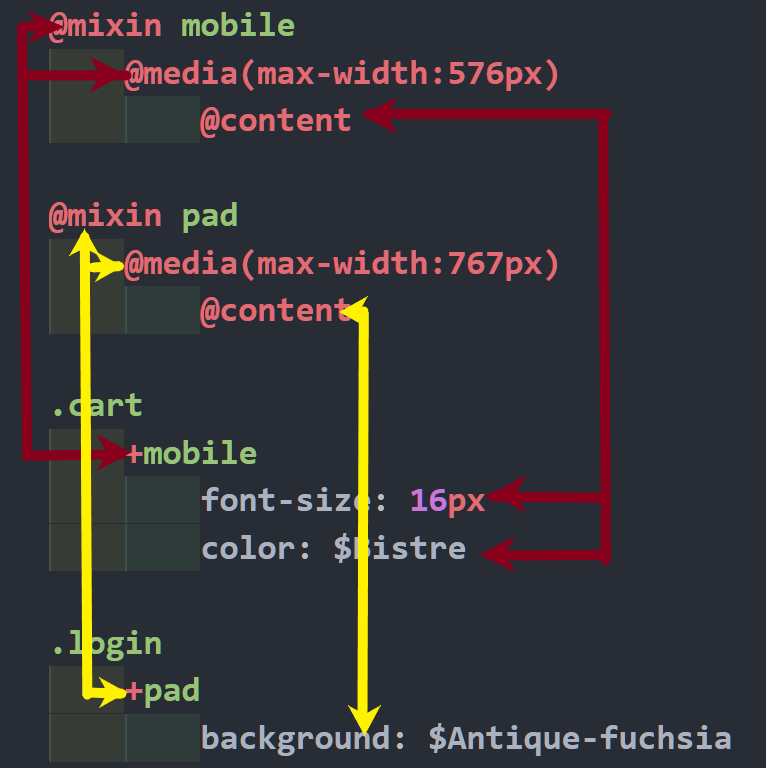 @mixin mobile
@media(max-width:576px)
@content
@mixin pad
@media(max-width:767px)
@content
.cart
+mobile
font-size: 16px
color: $Bistre
.login
+pad
background: $Antique-fuchsia